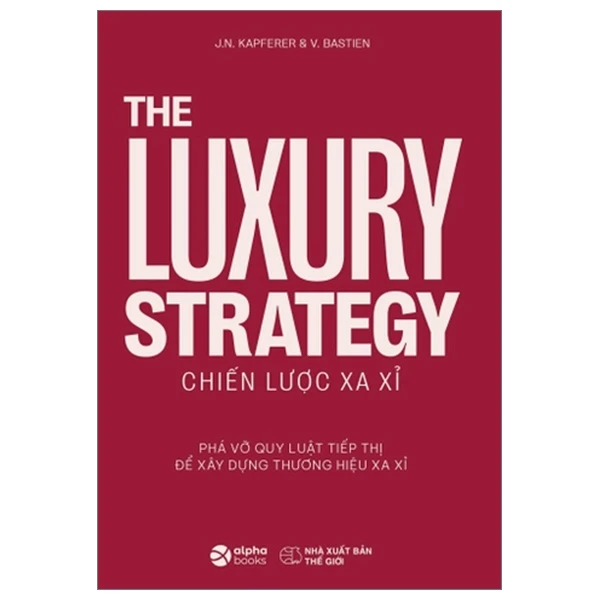 J.N. KAPFERER & V. BASTIEN
THE
LUXURY
STRATEGY
CHIẾN LƯỢC XA XỈ
PHÁ VỠ QUY LUẬT TIẾP THỊ
ĐỂ XÂY DỰNG THƯƠNG HIỆU XA XỈ
alpha
books
NHÀ XUẤT BẢN
THẾ GIỚI